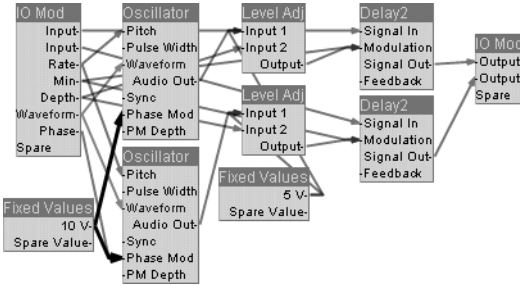 IO Mod
Input-
Input-
Rate-
Min-
Depth-
Waveform-
Phase-
Spare
Fixed Values
10 V-
Spare Value-
Oscillator
-Pitch
-Pulse Width
-Waveform
Audio Out-
-Sync
-Phase Mod
-PM Depth
Oscillator
-Pitch
-Pulse Width
-Waveform
Audio Out-
-Sync
-Phase Mod
-PM Depth
Level Adj
-Input 1
-Input 2
Output-
Level Adj
-Input 1
-Input 2
Output-
Fixed Values
5 V-
Spare Value-
Delay2
-Signal In
-Modulation
Signal Out-
-Feedback
Delay2
-Signal In
-Modulation
Signal Out-
-Feedback
IO Mod
-Output
-Output
Spare